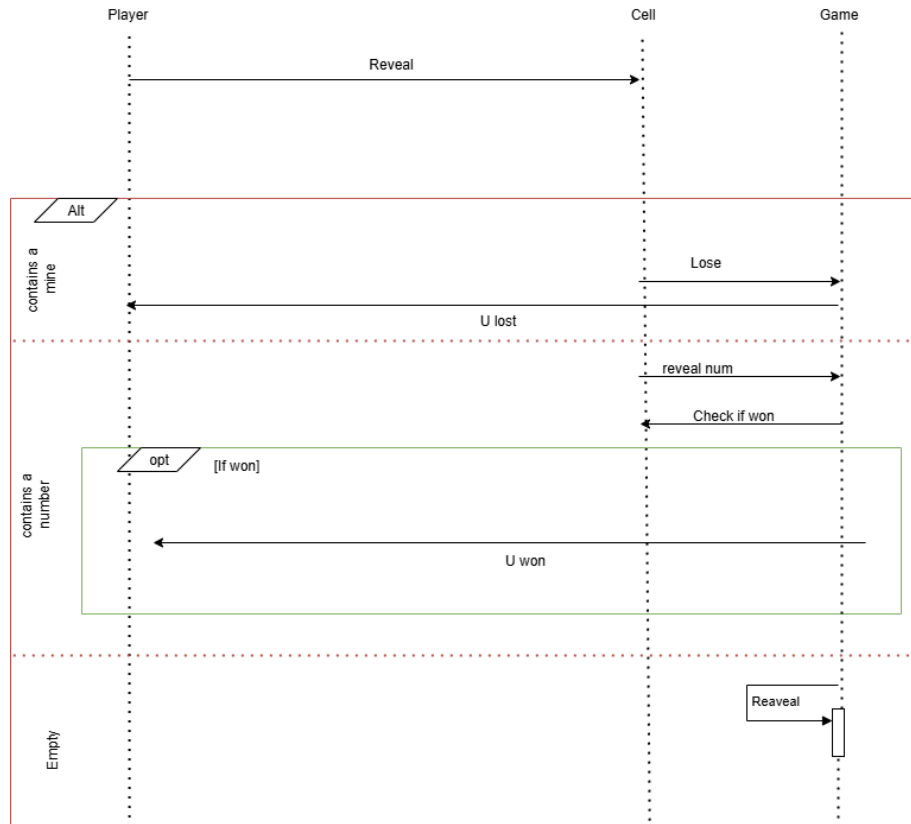 Player
Cell
Game
Reveal
Alt
contains a
mine
Lose
U lost
reveal num
Check if won
contains a
number
opt
[If won]
U won
Empty
Reaveal